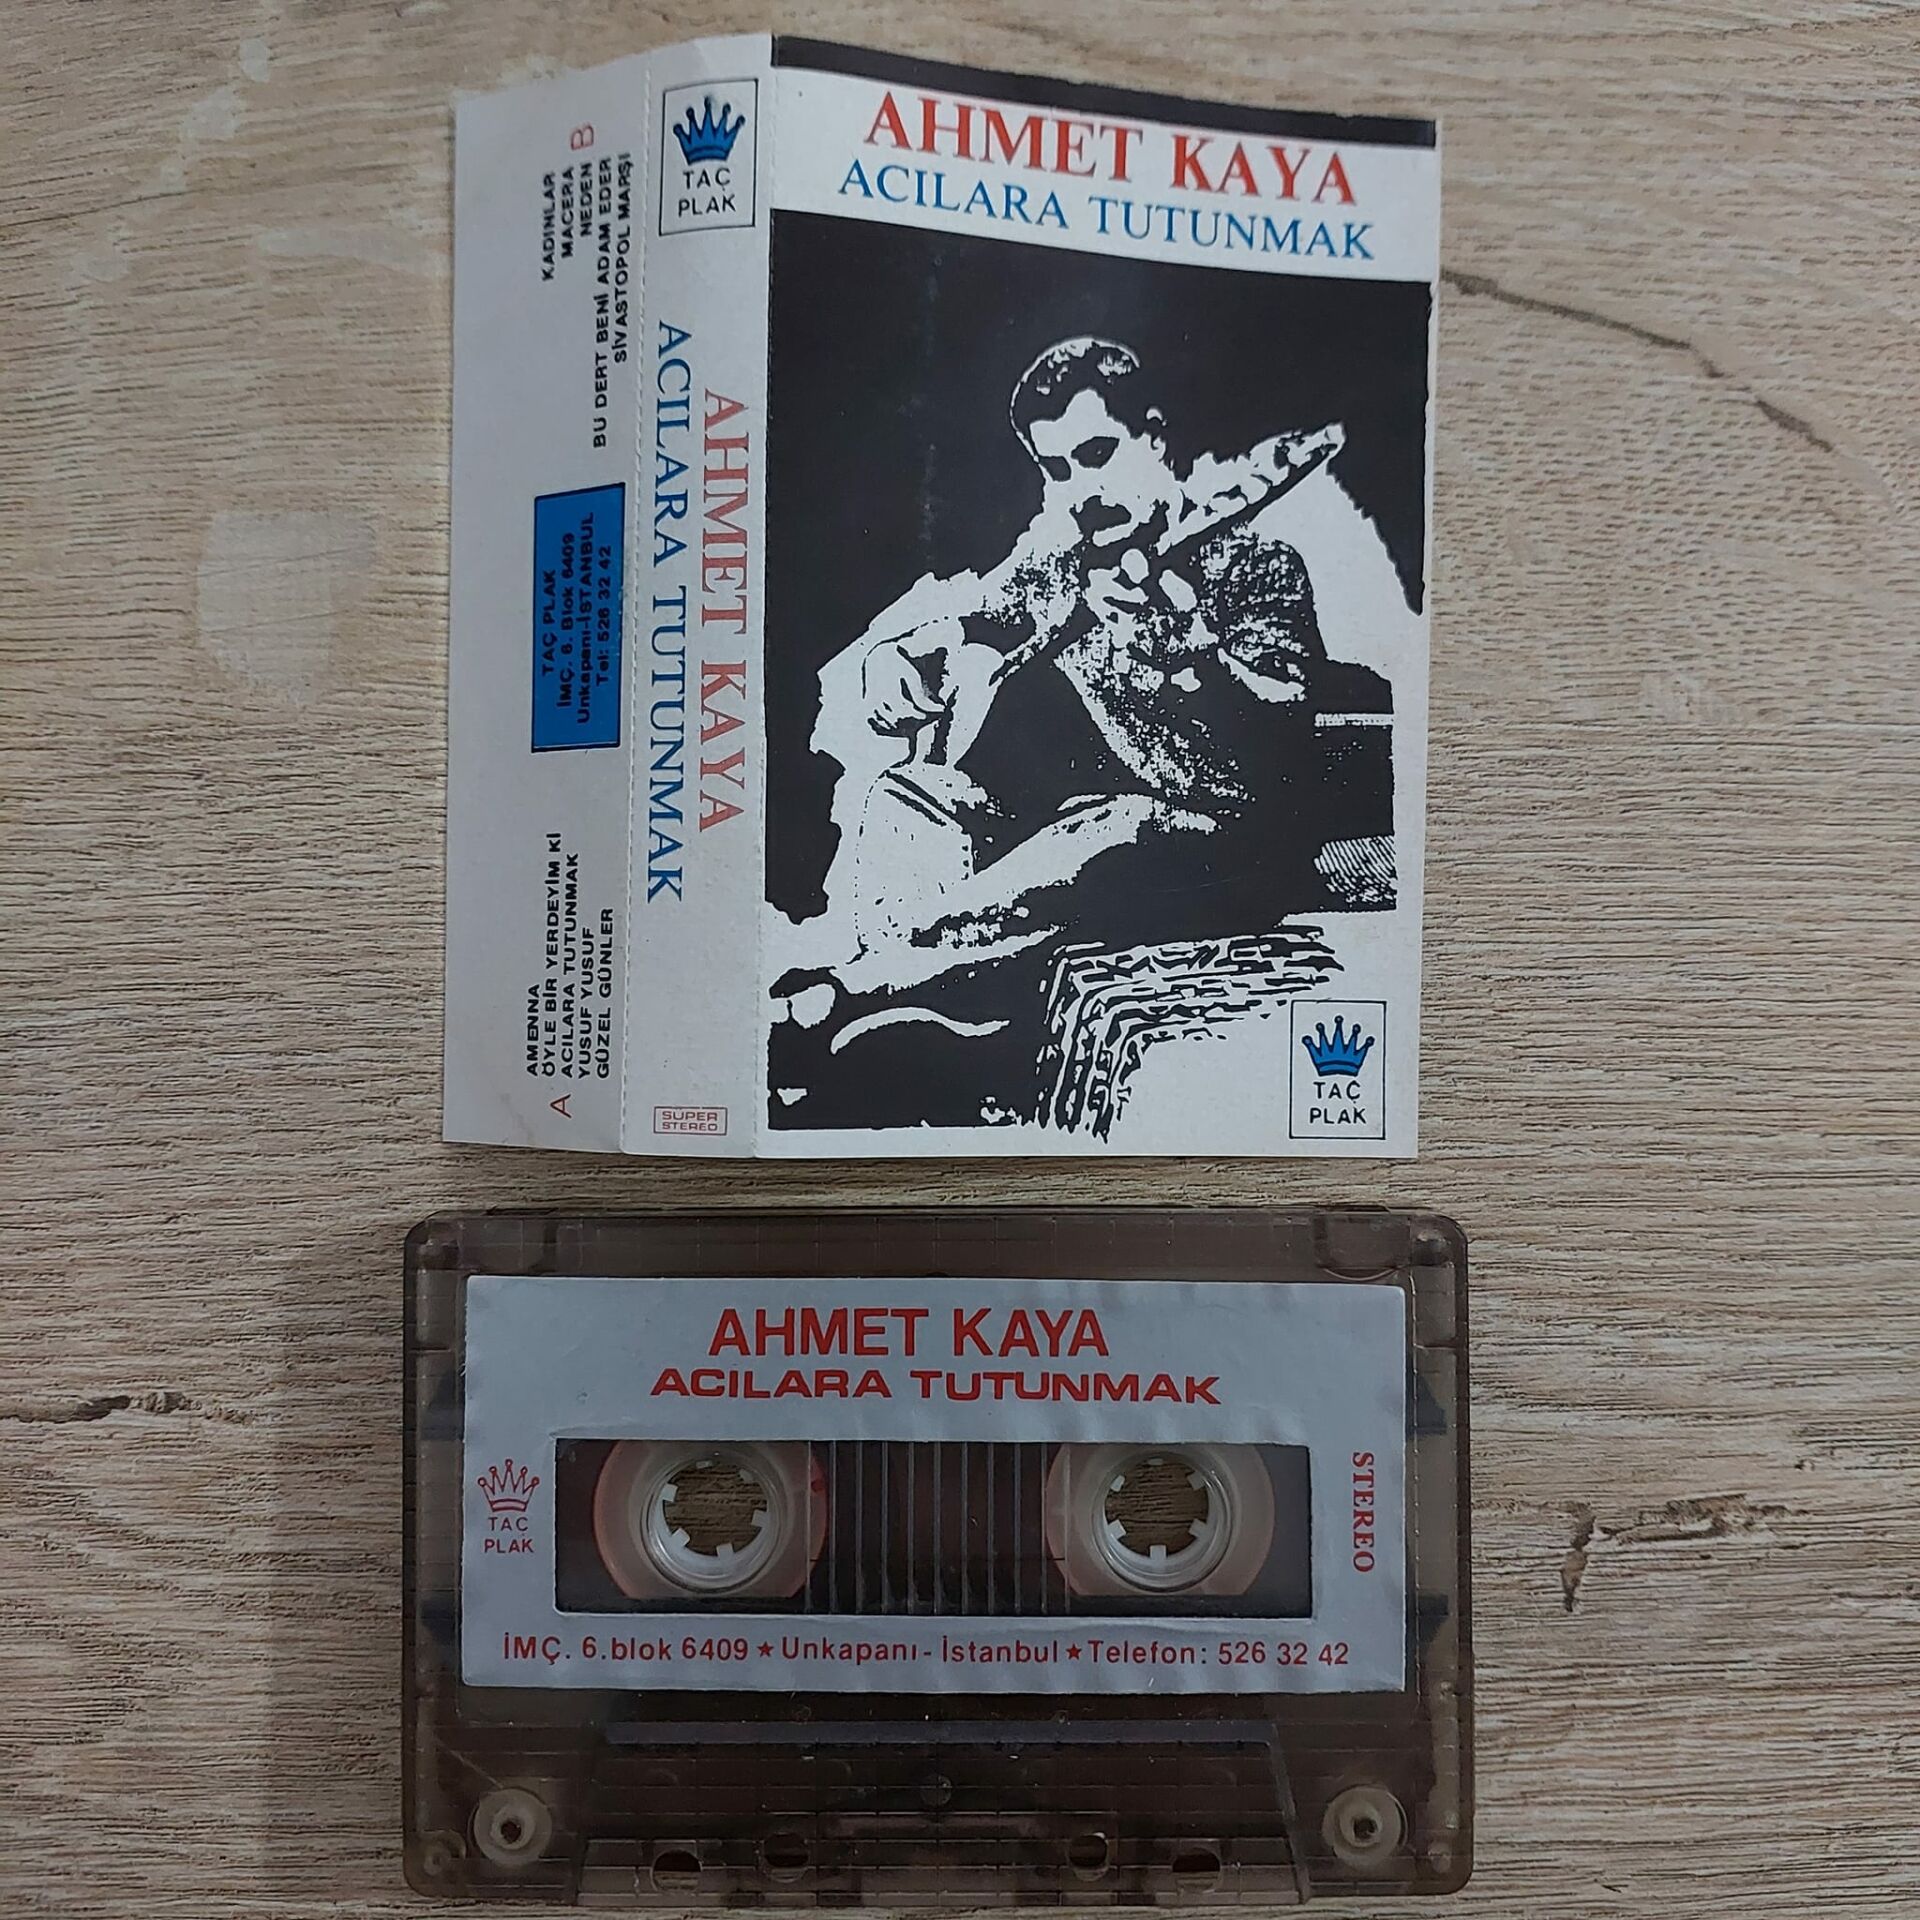 AHMET KAYA
ACILARA TUTUNMAK
TAÇ
PLAK
TAÇ
PLAK
AHMET KAYA
ACILARA TUTUNMAK
SÜPER
STEREO
A
AMENNA
ÖYLE BİR YERDEYİM Kİ
ACILARA TUTUNMAK
YUSUF YUSUF
GÜZEL GÜNLER
TAÇ PLAK
İMÇ. 6. Blok 6409
Unkapanı-İSTANBUL
Tel: 526 32 42
B
KADINLAR
MACERA
NEDEN
BU DERT BENİ ADAM EDER
SİVASTOPOL MARŞI
AHMET KAYA
ACILARA TUTUNMAK
TAÇ
PLAK
STEREO
İMÇ. 6.blok 6409 ★ Unkapanı - İstanbul ★ Telefon: 526 32 42